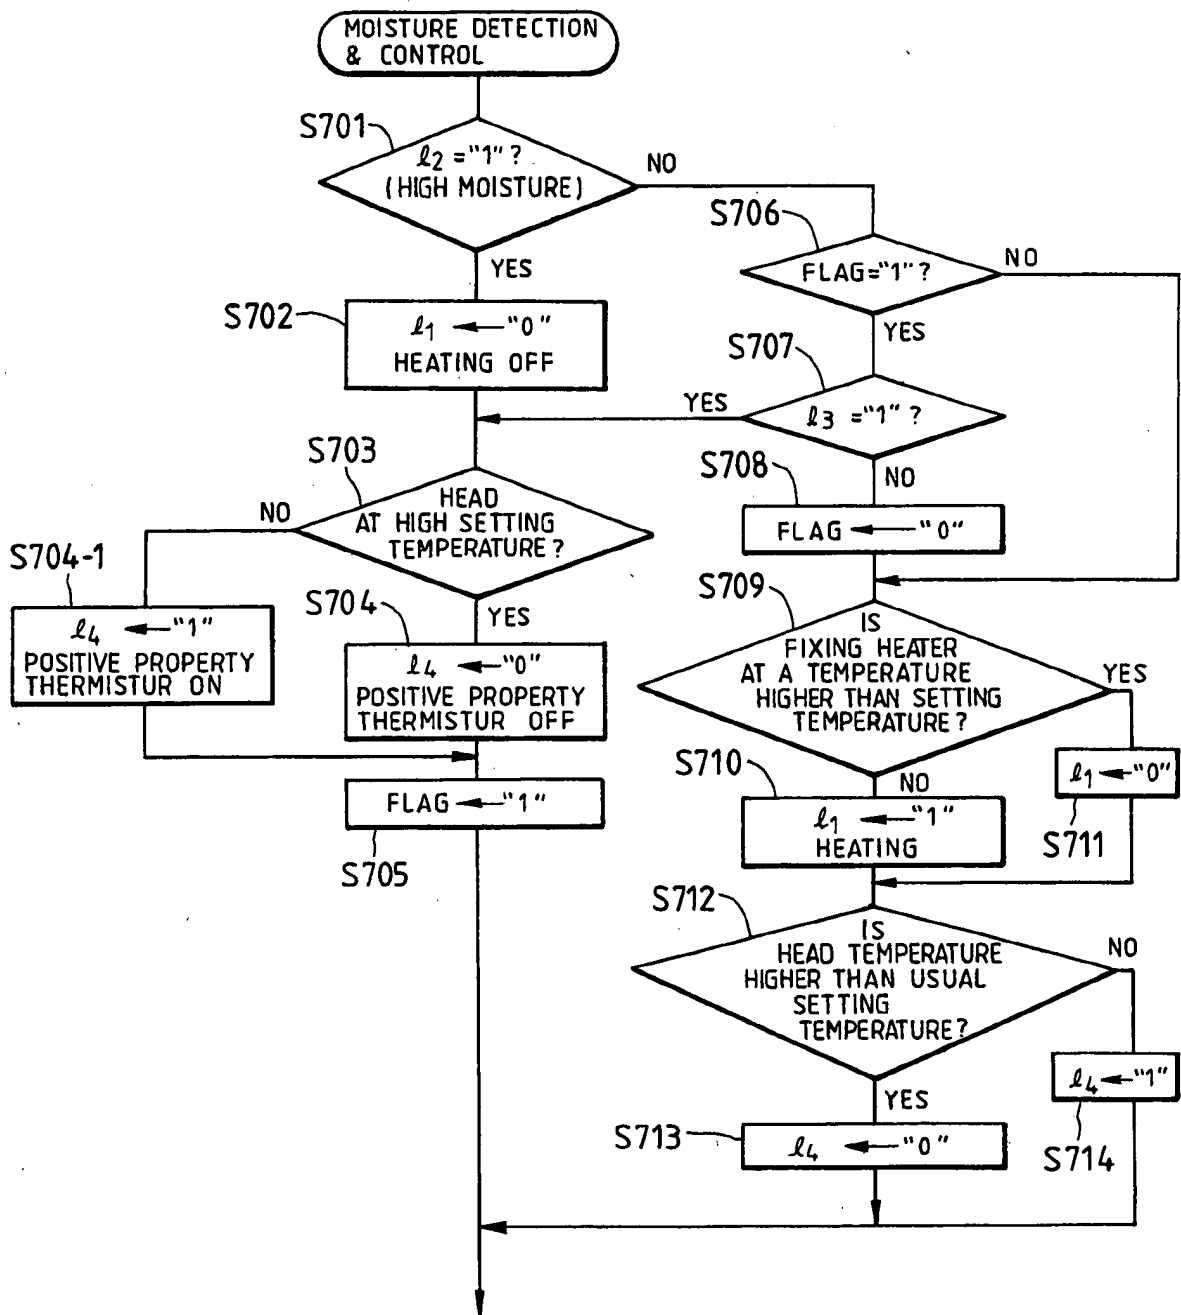 MOISTURE DETECTION
& CONTROL
S701
ℓ2 = "1" ?
(HIGH MOISTURE)
NO
YES
S702
ℓ1 ← "0"
HEATING OFF
S706
FLAG="1" ?
NO
YES
S707
ℓ3 ="1" ?
YES
NO
S708
FLAG ← "0"
S703
HEAD
AT HIGH SETTING
TEMPERATURE?
NO
YES
S704-1
ℓ4 ← "1"
POSITIVE PROPERTY
THERMISTUR ON
S704
ℓ4 ← "0"
POSITIVE PROPERTY
THERMISTUR OFF
FLAG ← "1"
S705
S709
IS
FIXING HEATER
AT A TEMPERATURE
HIGHER THAN SETTING
TEMPERATURE?
YES
NO
S710
ℓ1 ← "1"
HEATING
ℓ1 ← "0"
S711
S712
IS
HEAD TEMPERATURE
HIGHER THAN USUAL
SETTING
TEMPERATURE?
NO
YES
S713
ℓ4 ← "0"
ℓ4 ← "1"
S714